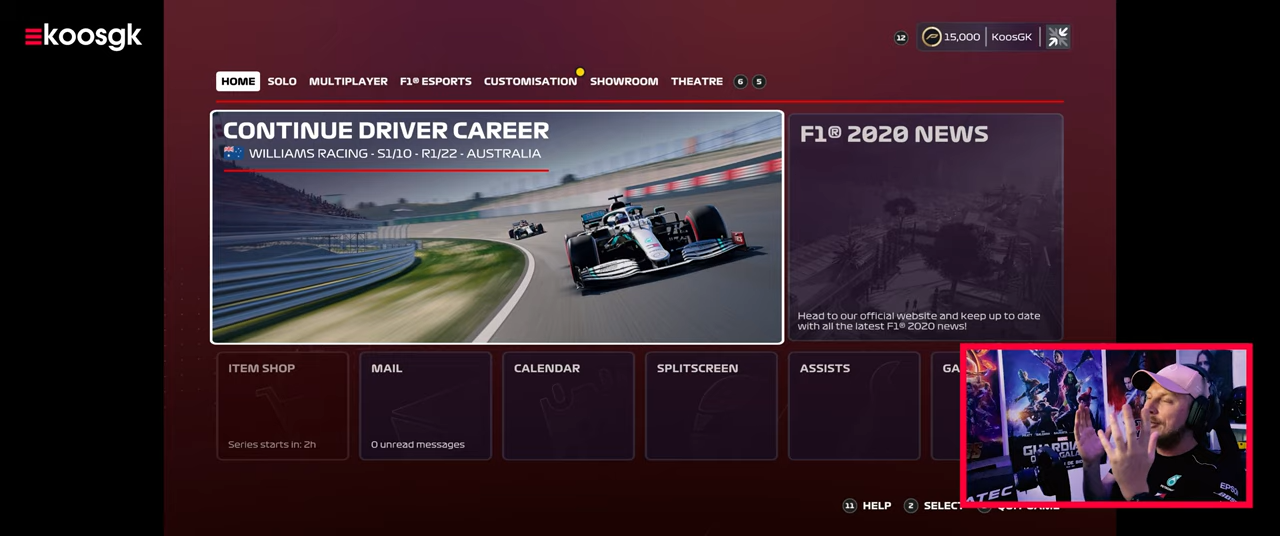 koosgk
12 15,000 KoosGK
HOME SOLO MULTIPLAYER F1® ESPORTS CUSTOMISATION SHOWROOM THEATRE 6 5
CONTINUE DRIVER CAREER
WILLIAMS RACING - S1/10 - R1/22 - AUSTRALIA
F1® 2020 NEWS
Head to our official website and keep up to date
with all the latest F1® 2020 news!
ITEM SHOP
Series starts in: 2h
MAIL
0 unread messages
CALENDAR
SPLITSCREEN
ASSISTS
GA
11 HELP 2 SELECT